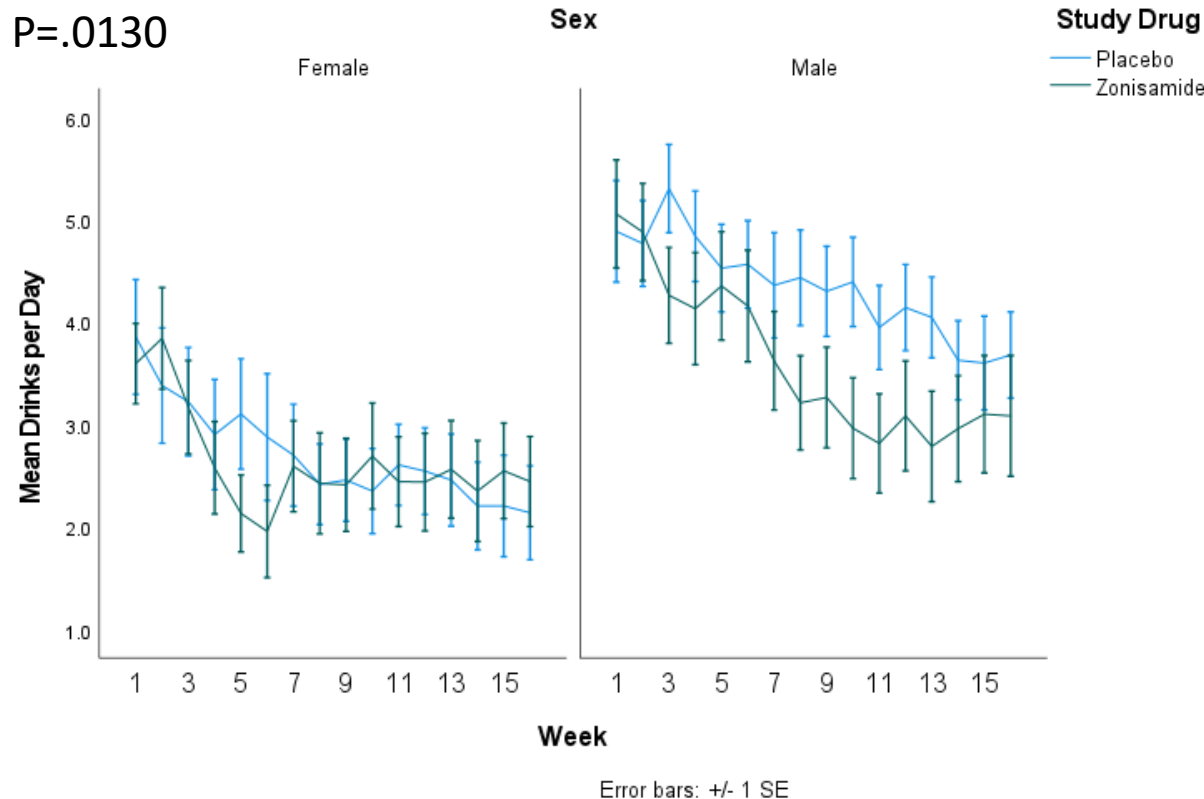 P=.0130
Sex
Study Drug
Placebo
Zonisamide
Female
Male
Mean Drinks per Day
6.0
5.0
4.0
3.0
2.0
1.0
1 3 5 7 9 11 13 15
1 3 5 7 9 11 13 15
Week
Error bars: +/- 1 SE